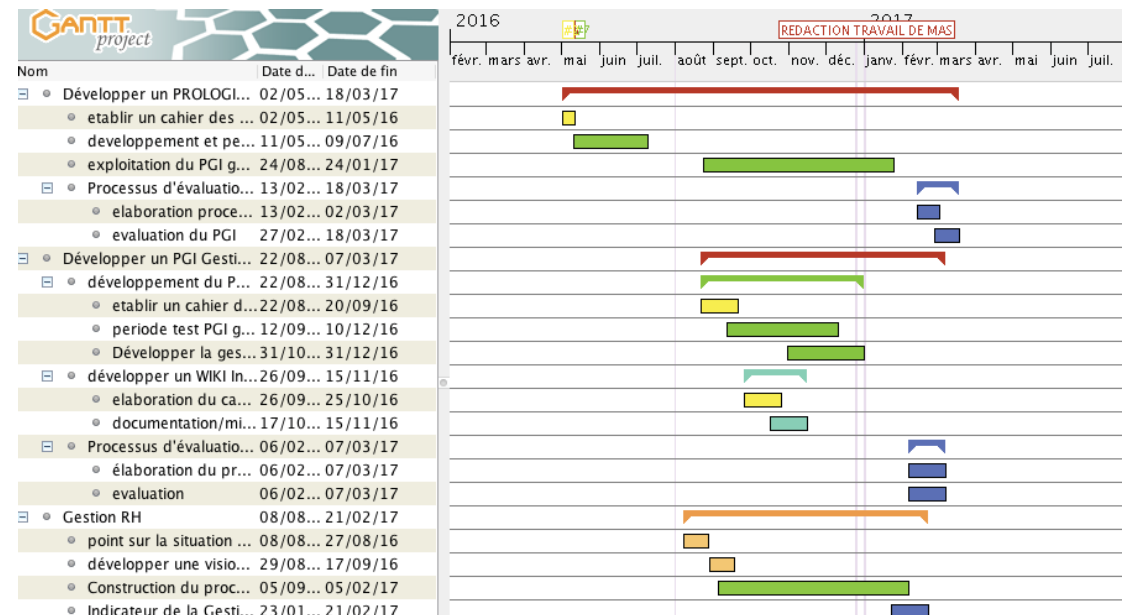 GANTT
project
2016
2017
REDACTION TRAVAIL DE MAS
févr. mars avr. mai juin juil. août sept. oct. nov. déc. janv. févr. mars avr. mai juin juil.
Nom Date d... Date de fin
Développer un PROLOGI... 02/05... 18/03/17
etablir un cahier des ... 02/05... 11/05/16
developpement et pe... 11/05... 09/07/16
exploitation du PGI g... 24/08... 24/01/17
Processus d'évaluatio... 13/02... 18/03/17
elaboration proce... 13/02... 02/03/17
evaluation du PGI 27/02... 18/03/17
Développer un PGI Gesti... 22/08... 07/03/17
développement du P... 22/08... 31/12/16
etablir un cahier d... 22/08... 20/09/16
periode test PGI g... 12/09... 10/12/16
Développer la ges... 31/10... 31/12/16
développer un WIKI In... 26/09... 15/11/16
elaboration du ca... 26/09... 25/10/16
documentation/mi... 17/10... 15/11/16
Processus d'évaluatio... 06/02... 07/03/17
élaboration du pr... 06/02... 07/03/17
evaluation 06/02... 07/03/17
Gestion RH 08/08... 21/02/17
point sur la situation ... 08/08... 27/08/16
développer une visio... 29/08... 17/09/16
Construction du proc... 05/09... 05/02/17
Indicateur de la Gesti... 23/01... 21/02/17